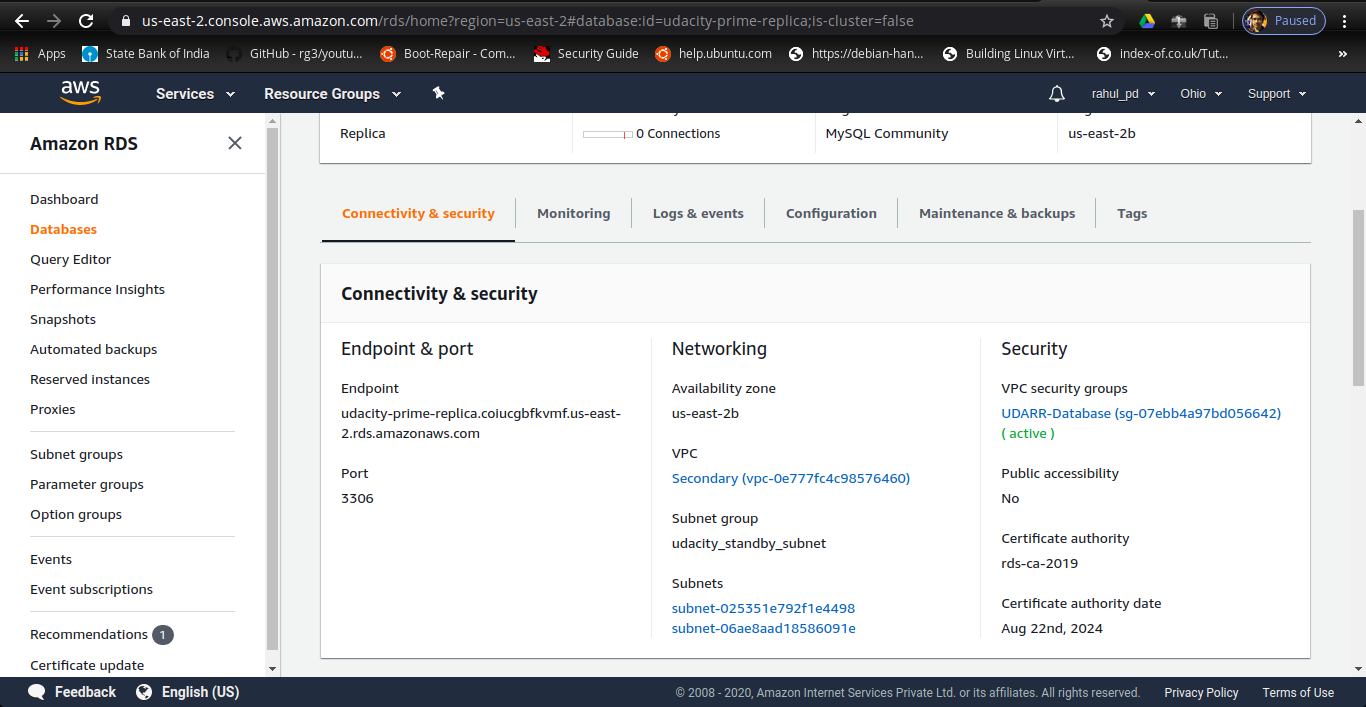 us-east-2.console.aws.amazon.com/rds/home?region=us-east-2#database:id=udacity-prime-replica;is-cluster=false
Paused
Apps
State Bank of India
GitHub - rg3/youtu...
Boot-Repair - Com...
Security Guide
help.ubuntu.com
https://debian-han...
Building Linux Virt...
index-of.co.uk/Tut...
»
aws
Services
Resource Groups
rahul_pd
Ohio
Support
Amazon RDS
Dashboard
Databases
Query Editor
Performance Insights
Snapshots
Automated backups
Reserved instances
Proxies
Subnet groups
Parameter groups
Option groups
Events
Event subscriptions
Recommendations 1
Certificate update
Replica
0 Connections
MySQL Community
us-east-2b
Connectivity & security
Monitoring
Logs & events
Configuration
Maintenance & backups
Tags
Connectivity & security
Endpoint & port
Endpoint
udacity-prime-replica.coiucgbfkvmf.us-east-
2.rds.amazonaws.com
Port
3306
Networking
Availability zone
us-east-2b
VPC
Secondary (vpc-0e777fc4c98576460)
Subnet group
udacity_standby_subnet
Subnets
subnet-025351e792f1e4498
subnet-06ae8aad18586091e
Security
VPC security groups
UDARR-Database (sg-07ebb4a97bd056642)
( active )
Public accessibility
No
Certificate authority
rds-ca-2019
Certificate authority date
Aug 22nd, 2024
Feedback
English (US)
© 2008 - 2020, Amazon Internet Services Private Ltd. or its affiliates. All rights reserved.
Privacy Policy
Terms of Use